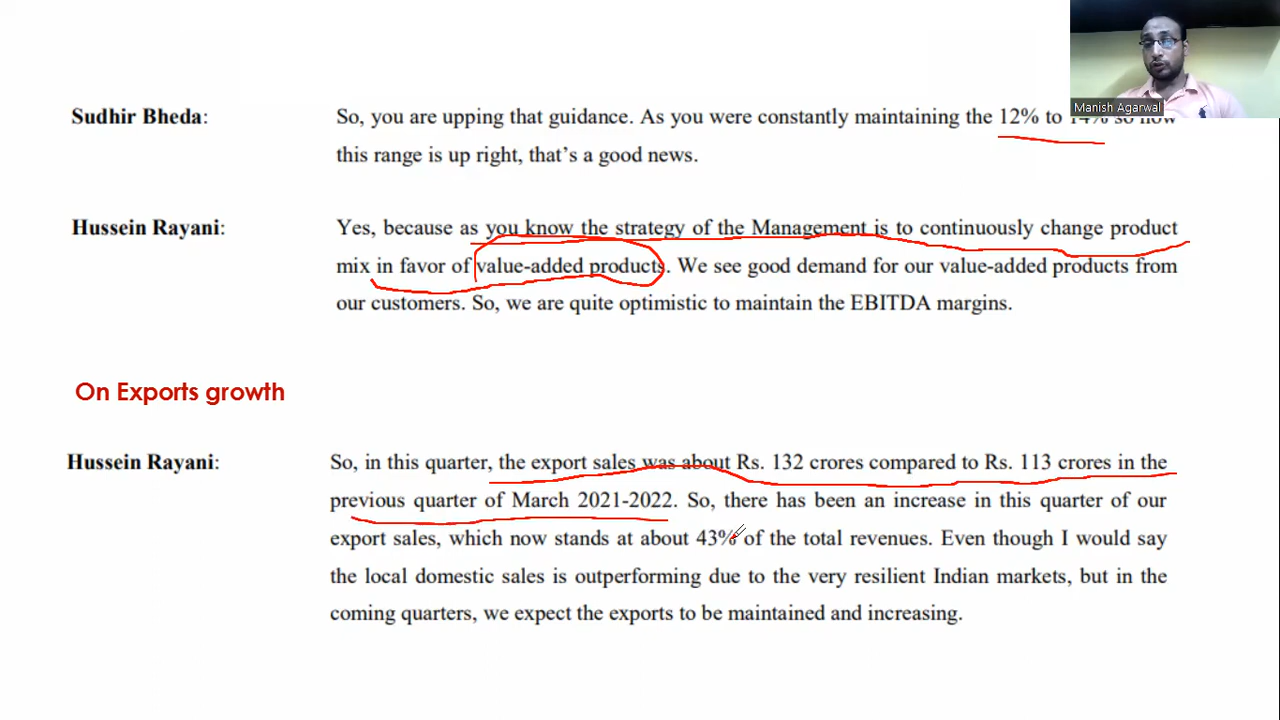 Manish Agarwal
Sudhir Bheda: So, you are upping that guidance. As you were constantly maintaining the 12% to 14% so now
this range is up right, that's a good news.
Hussein Rayani: Yes, because as you know the strategy of the Management is to continuously change product
mix in favor of value-added products. We see good demand for our value-added products from
our customers. So, we are quite optimistic to maintain the EBITDA margins.
On Exports growth
Hussein Rayani: So, in this quarter, the export sales was about Rs. 132 crores compared to Rs. 113 crores in the
previous quarter of March 2021-2022. So, there has been an increase in this quarter of our
export sales, which now stands at about 43% of the total revenues. Even though I would say
the local domestic sales is outperforming due to the very resilient Indian markets, but in the
coming quarters, we expect the exports to be maintained and increasing.